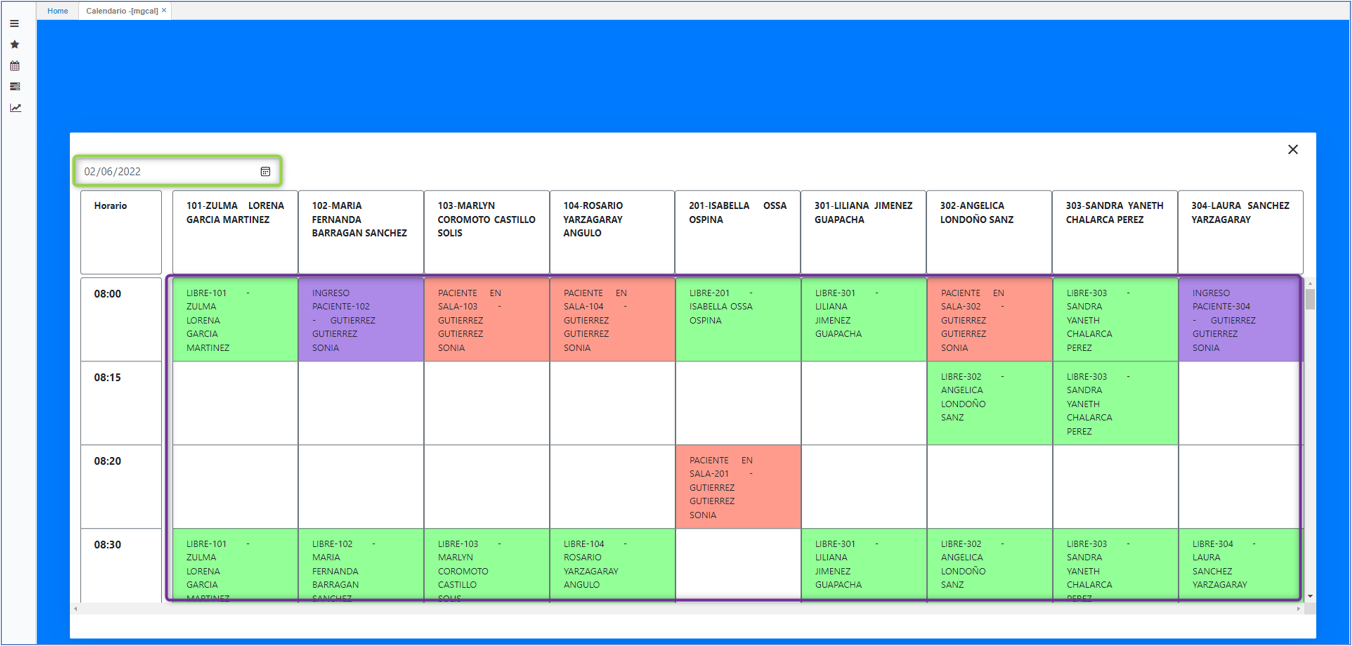 Home Calendario -[mgcal] ×
02/06/2022
Horario
101-ZULMA LORENA
GARCIA MARTINEZ
102-MARIA
FERNANDA
BARRAGAN SANCHEZ
103-MARLYN
COROMOTO CASTILLO
SOLIS
104-ROSARIO
YARZAGARAY
ANGULO
201-ISABELLA OSSA
OSPINA
301-LILIANA JIMENEZ
GUAPACHA
302-ANGELICA
LONDOÑO SANZ
303-SANDRA YANETH
CHALARCA PEREZ
304-LAURA SANCHEZ
YARZAGARAY
08:00
LIBRE-101 -
ZULMA
LORENA
GARCIA
MARTINEZ
INGRESO
PACIENTE-102
- GUTIERREZ
GUTIERREZ
SONIA
PACIENTE EN
SALA-103 -
GUTIERREZ
GUTIERREZ
SONIA
PACIENTE EN
SALA-104 -
GUTIERREZ
GUTIERREZ
SONIA
LIBRE-201 -
ISABELLA OSSA
OSPINA
LIBRE-301 -
LILIANA
JIMENEZ
GUAPACHA
PACIENTE EN
SALA-302 -
GUTIERREZ
GUTIERREZ
SONIA
LIBRE-303 -
SANDRA
YANETH
CHALARCA
PEREZ
INGRESO
PACIENTE-304
- GUTIERREZ
GUTIERREZ
SONIA
08:15
LIBRE-302 -
ANGELICA
LONDOÑO
SANZ
LIBRE-303 -
SANDRA
YANETH
CHALARCA
PEREZ
08:20
PACIENTE EN
SALA-201 -
GUTIERREZ
GUTIERREZ
SONIA
08:30
LIBRE-101 -
ZULMA
LORENA
GARCIA
MARTINEZ
LIBRE-102 -
MARIA
FERNANDA
BARRAGAN
SANCHEZ
LIBRE-103 -
MARLYN
COROMOTO
CASTILLO
SOLIS
LIBRE-104 -
ROSARIO
YARZAGARAY
ANGULO
LIBRE-301 -
LILIANA
JIMENEZ
GUAPACHA
LIBRE-302 -
ANGELICA
LONDOÑO
SANZ
LIBRE-303 -
SANDRA
YANETH
CHALARCA
PEREZ
LIBRE-304 -
LAURA
SANCHEZ
YARZAGARAY